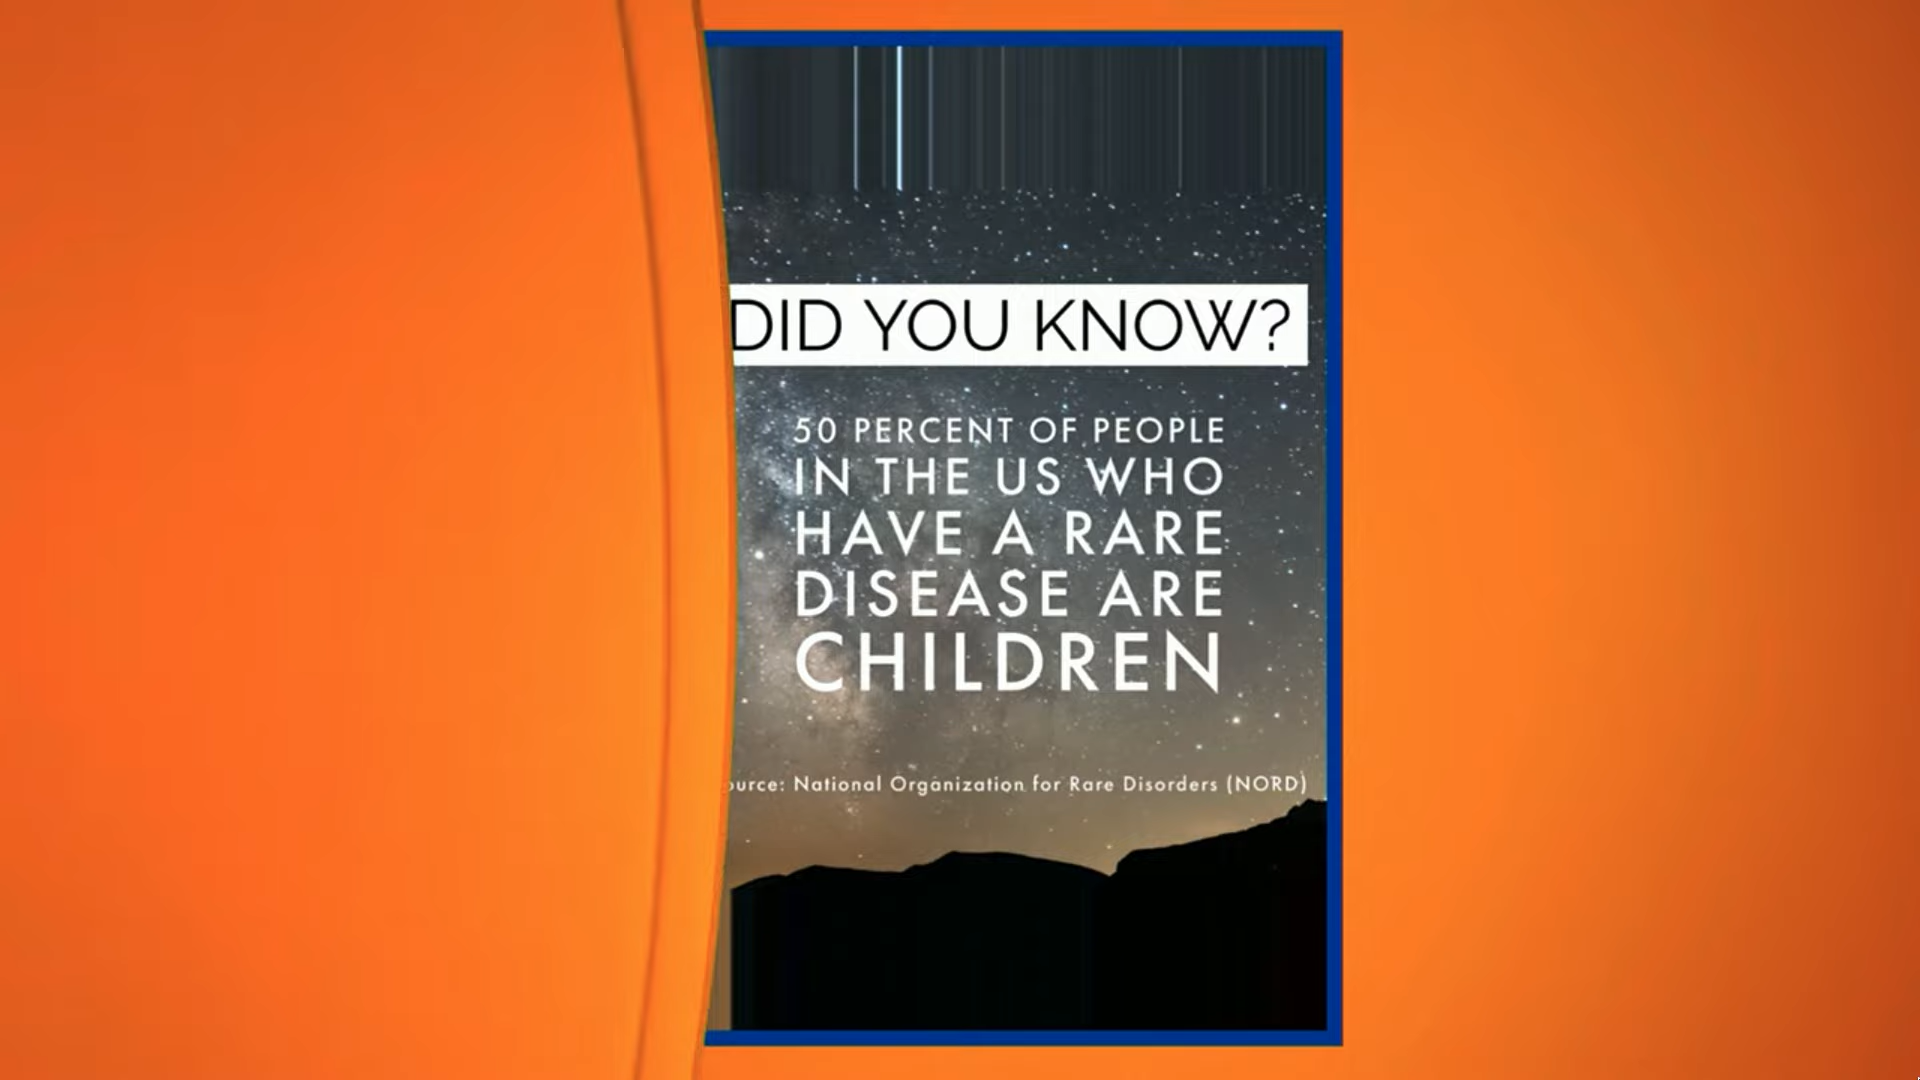 DID YOU KNOW?
50 PERCENT OF PEOPLE
IN THE US WHO
HAVE A RARE
DISEASE ARE
CHILDREN
ource: National Organization for Rare Disorders (NORD)